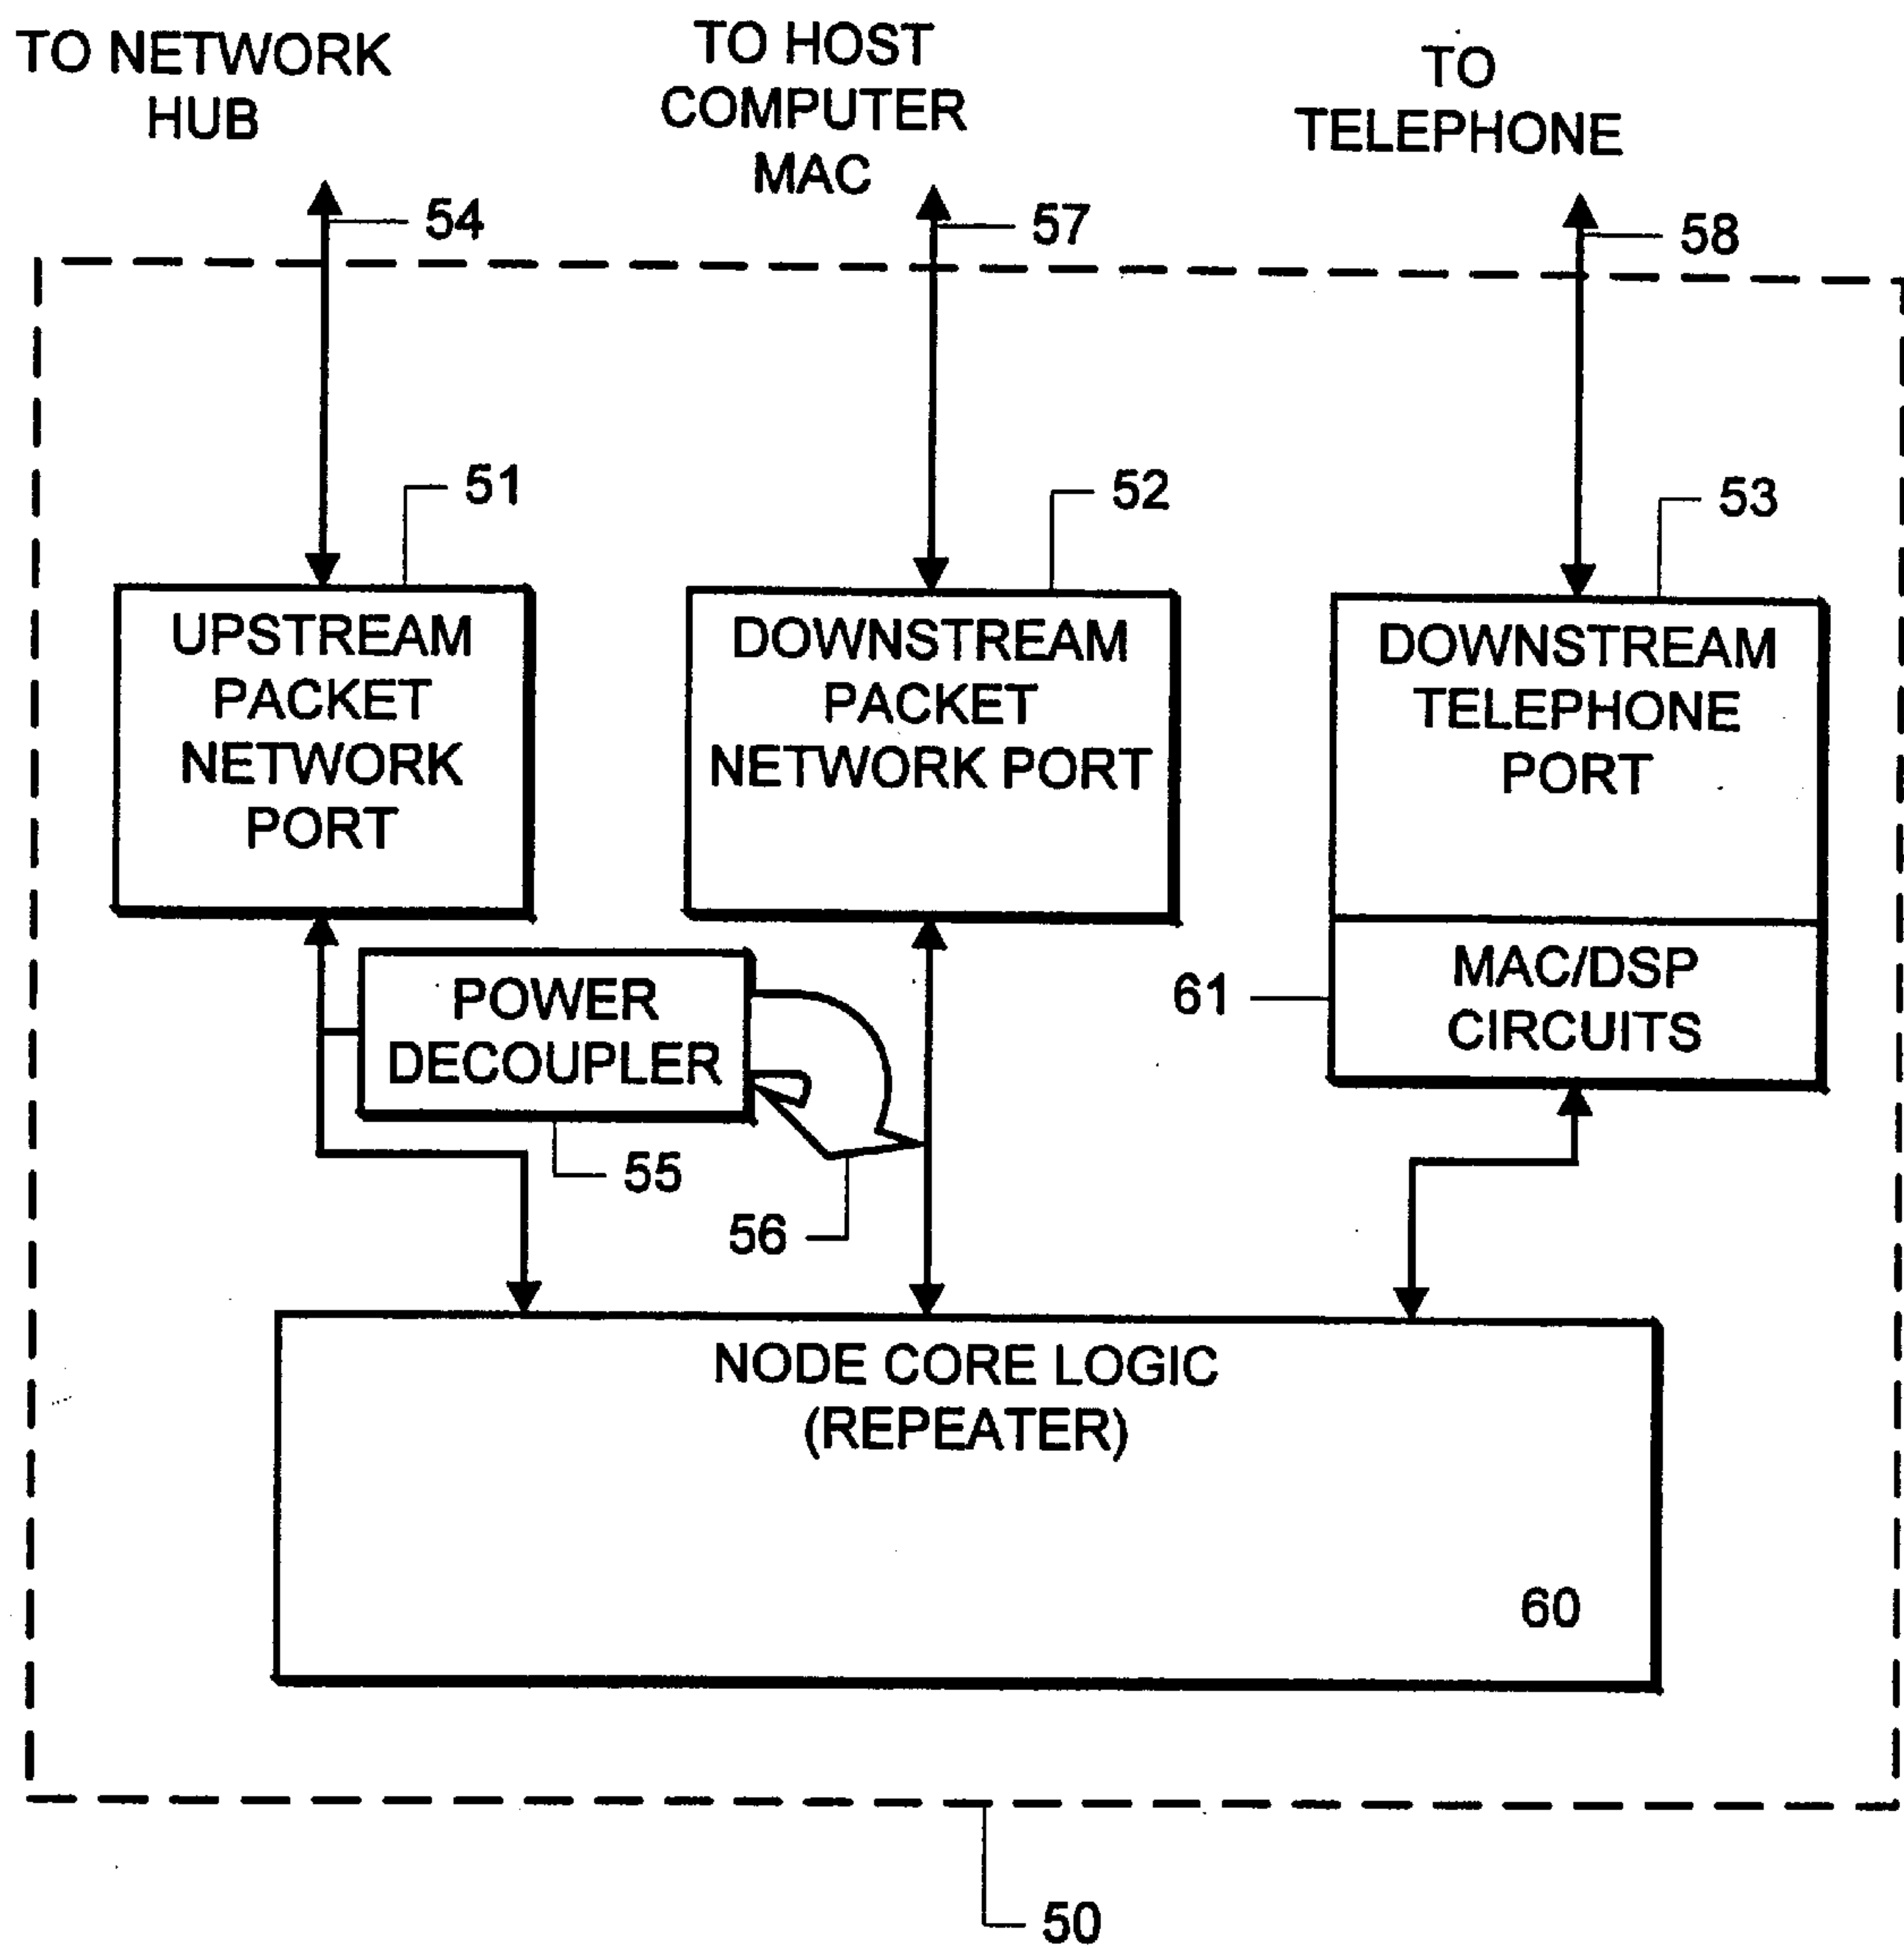 TO NETWORK
HUB
TO HOST
COMPUTER
MAC
TO
TELEPHONE
54
57
58
51
52
53
UPSTREAM
PACKET
NETWORK
PORT
DOWNSTREAM
PACKET
NETWORK PORT
DOWNSTREAM
TELEPHONE
PORT
POWER
DECOUPLER
61
MAC/DSP
CIRCUITS
55
56
NODE CORE LOGIC
(REPEATER)
60
50